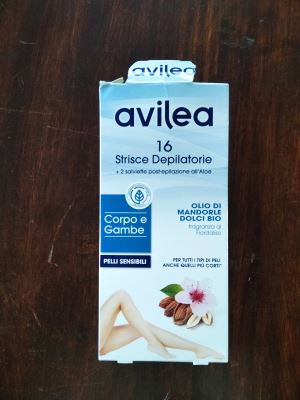 avilea
avilea
16
Strisce Depilatorie
+ 2 salviette post-epilazione all'Aloe
Corpo e
Gambe
PELLI SENSIBILI
OLIO DI
MANDORLE
DOLCI BIO
fragranza al
Fiordaliso
PER TUTTI I TIPI DI PELI
ANCHE QUELLI PIÙ CORTI*